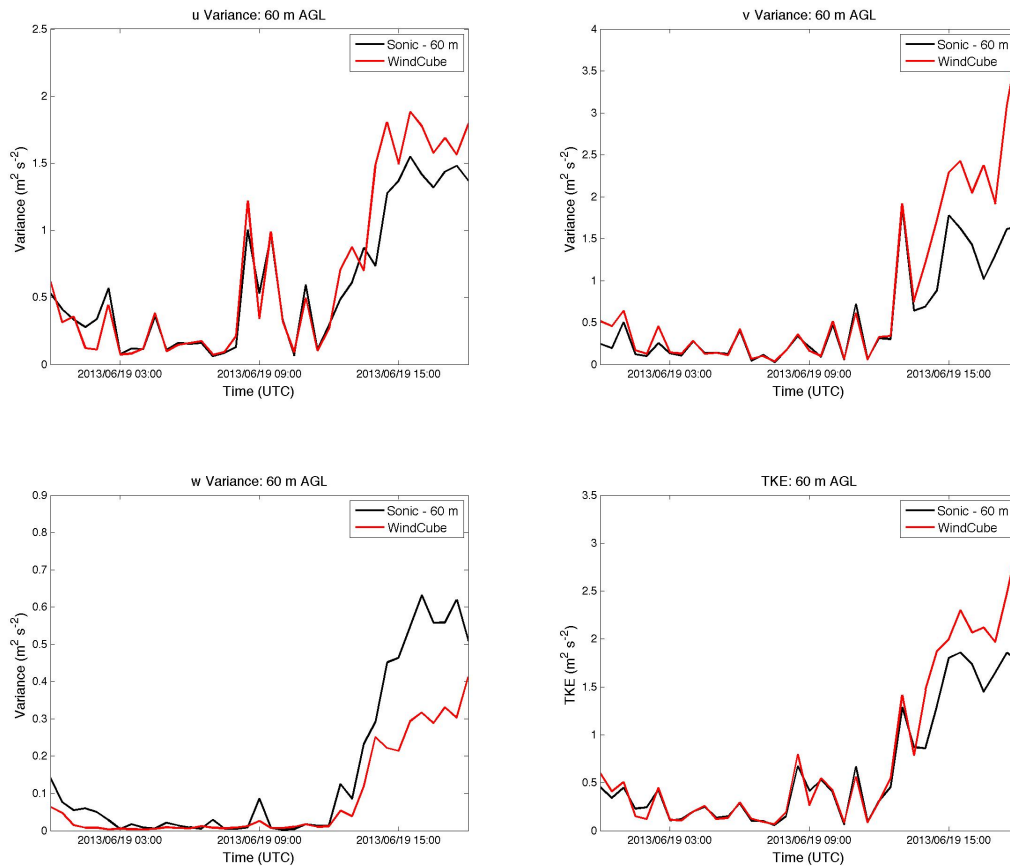 u Variance: 60 m AGL
2.5
2
1.5
1
0.5
0
Variance (m² s⁻²)
Sonic - 60 m
WindCube
2013/06/19 03:00
2013/06/19 09:00
2013/06/19 15:00
Time (UTC)
v Variance: 60 m AGL
4
3.5
3
2.5
2
1.5
1
0.5
0
Variance (m² s⁻²)
Sonic - 60 m
WindCube
2013/06/19 03:00
2013/06/19 09:00
2013/06/19 15:00
Time (UTC)
w Variance: 60 m AGL
0.9
0.8
0.7
0.6
0.5
0.4
0.3
0.2
0.1
0
Variance (m² s⁻²)
Sonic - 60 m
WindCube
2013/06/19 03:00
2013/06/19 09:00
2013/06/19 15:00
Time (UTC)
TKE: 60 m AGL
3.5
3
2.5
2
1.5
1
0.5
0
TKE (m² s⁻²)
Sonic - 60 m
WindCube
2013/06/19 03:00
2013/06/19 09:00
2013/06/19 15:00
Time (UTC)